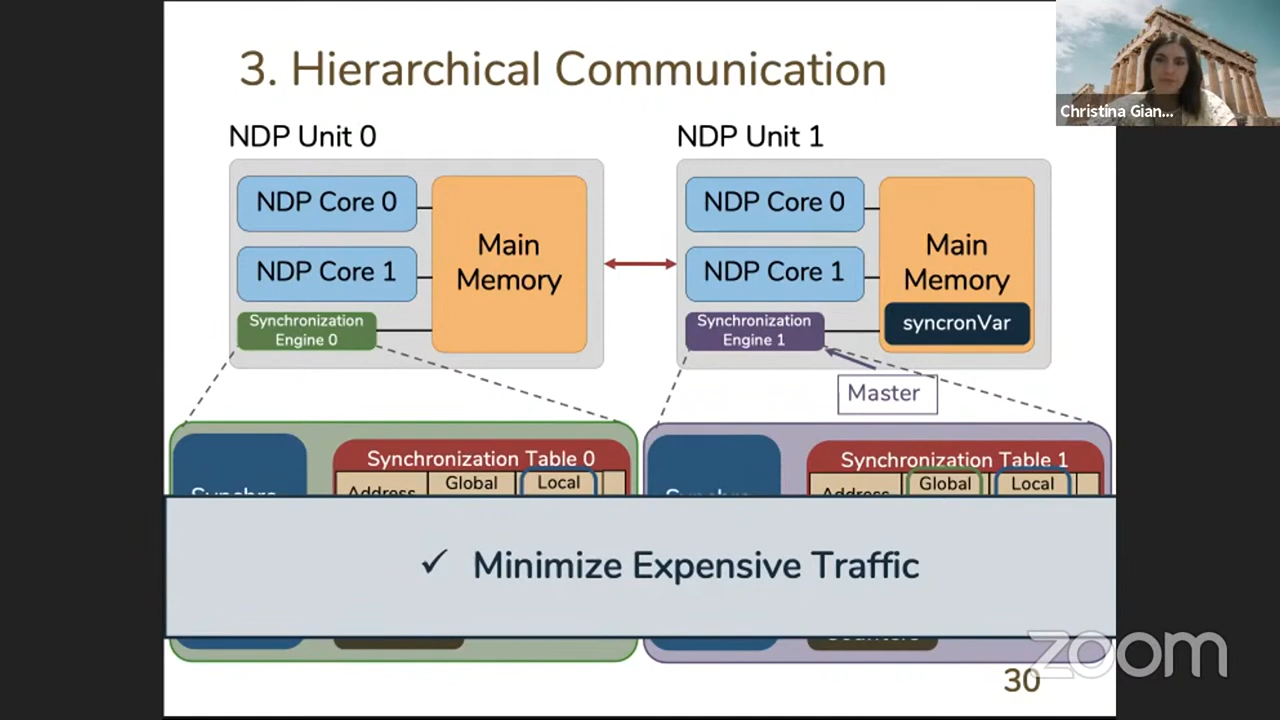 3. Hierarchical Communication
Christina Gian...
NDP Unit 0
NDP Unit 1
NDP Core 0
NDP Core 1
Main
Memory
Synchronization
Engine 0
NDP Core 0
NDP Core 1
Main
Memory
syncronVar
Synchronization
Engine 1
Master
Synchronization Table 0
Address
Global
Local
Synchronization Table 1
Address
Global
Local
✓ Minimize Expensive Traffic
zoom
30